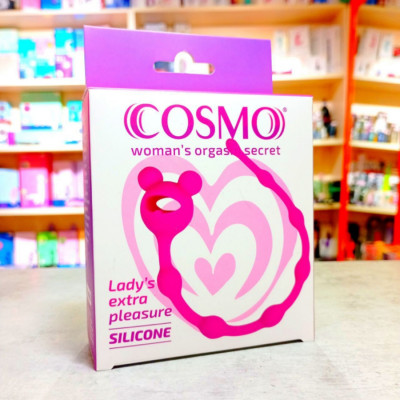 COSMO®
woman's orgasm secret
Lady's
extra
pleasure
SILICONE